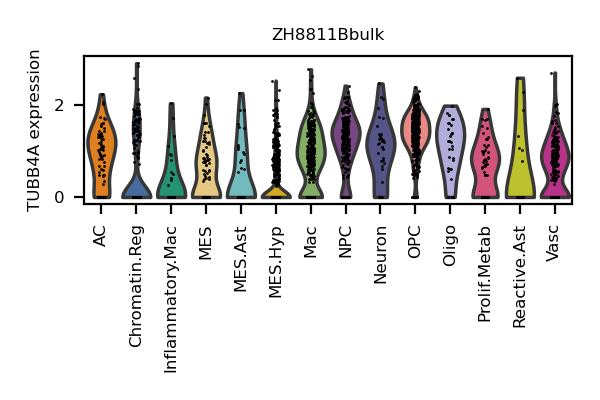 ZH8811Bbulk
TUBB4A expression
2
0
AC
Chromatin.Reg
Inflammatory.Mac
MES
MES.Ast
MES.Hyp
Mac
NPC
Neuron
OPC
Oligo
Prolif.Metab
Reactive.Ast
Vasc